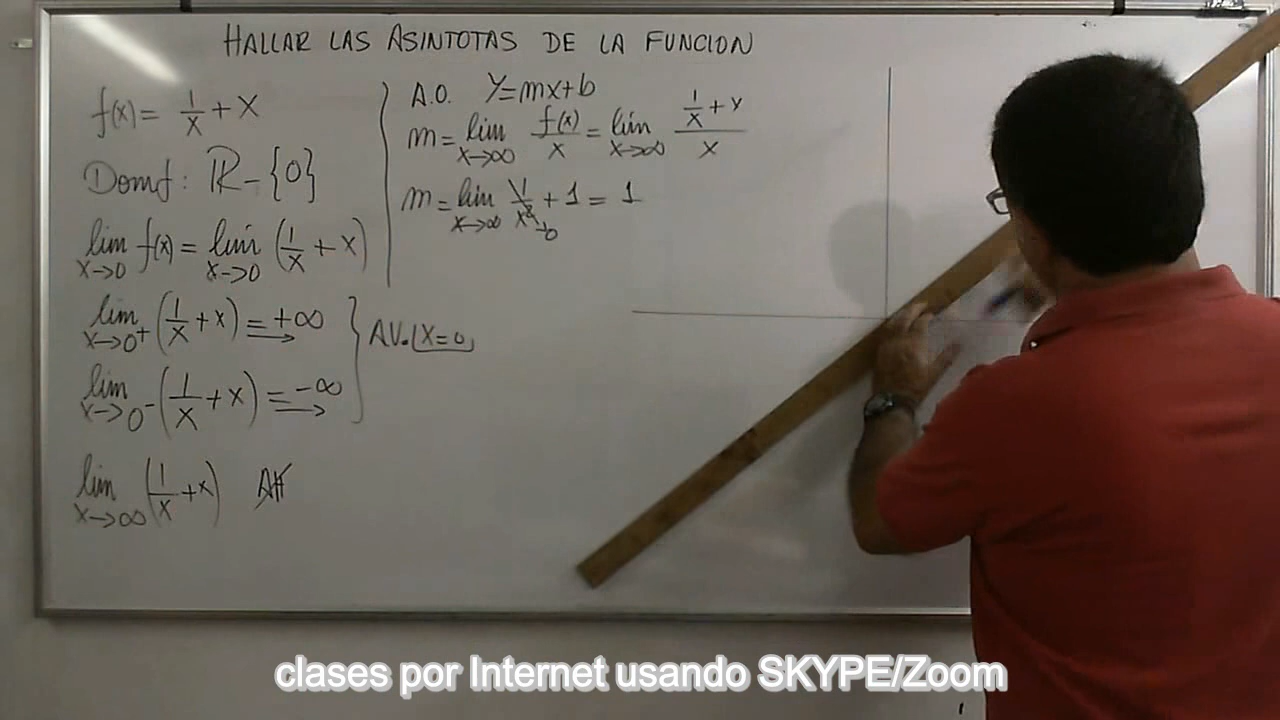 HALLAR LAS ASINTOTAS DE LA FUNCION
f(x) = 1/x + x
Domf: ℝ - {0}
lim x→0 f(x) = lim x→0 (1/x + x)
lim x→0⁺ (1/x + x) = +∞
lim x→0⁻ (1/x + x) = -∞
A.V. x=0
lim x→∞ (1/x + x) AH
A.O. Y=mx+b
m = lim x→∞ f(x)/x = lim x→∞ (1/x + x)/x
m = lim x→∞ 1/x² + 1 = 1
→0
clases por Internet usando SKYPE/Zoom